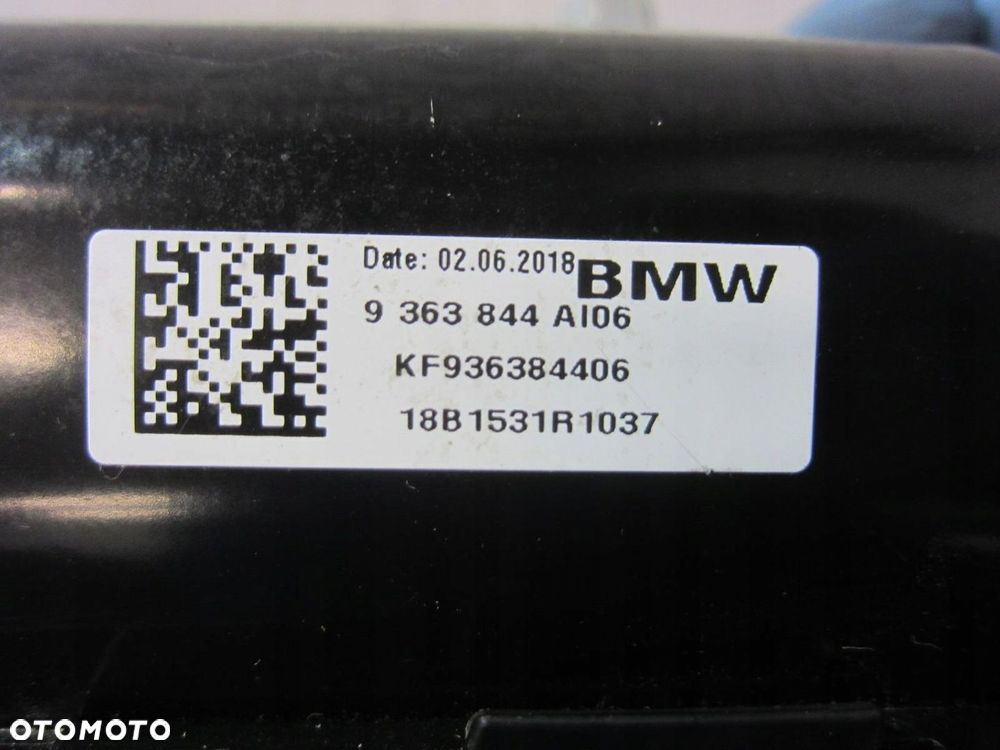 Date: 02.06.2018 BMW
9 363 844 AI06
KF936384406
18B1531R1037
OTOMOTO